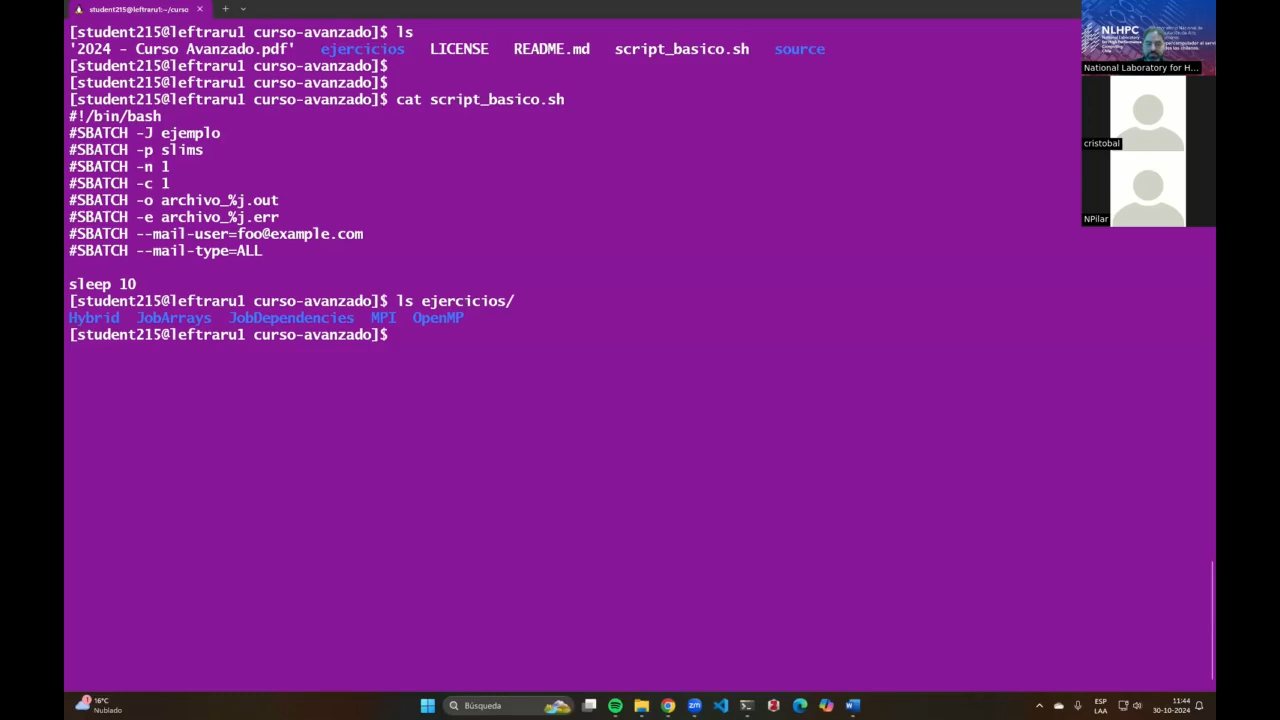 student215@leftraru1:~/curso
[student215@leftraru1 curso-avanzado]$ ls
'2024 - Curso Avanzado.pdf'   ejercicios   LICENSE   README.md   script_basico.sh   source
[student215@leftraru1 curso-avanzado]$
[student215@leftraru1 curso-avanzado]$
[student215@leftraru1 curso-avanzado]$ cat script_basico.sh
#!/bin/bash
#SBATCH -J ejemplo
#SBATCH -p slims
#SBATCH -n 1
#SBATCH -c 1
#SBATCH -o archivo_%j.out
#SBATCH -e archivo_%j.err
#SBATCH --mail-user=foo@example.com
#SBATCH --mail-type=ALL
sleep 10
[student215@leftraru1 curso-avanzado]$ ls ejercicios/
Hybrid  JobArrays  JobDependencies  MPI  OpenMP
[student215@leftraru1 curso-avanzado]$
NLHPC
National Laboratory for H...
cristobal
NPilar
1
16°C
Nublado
Búsqueda
zm
ESP
LAA
11:44
30-10-2024